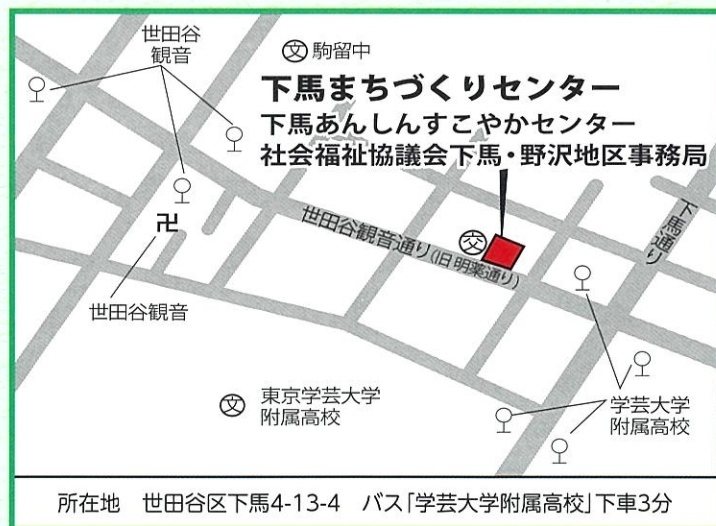 世田谷
観音
文 駒留中
下馬まちづくりセンター
下馬あんしんすこやかセンター
社会福祉協議会下馬・野沢地区事務局
世田谷観音通り(旧明薬通り)
交
下馬通り
卍
世田谷観音
文 東京学芸大学
附属高校
学芸大学
附属高校
所在地 世田谷区下馬4-13-4 バス「学芸大学附属高校」下車3分